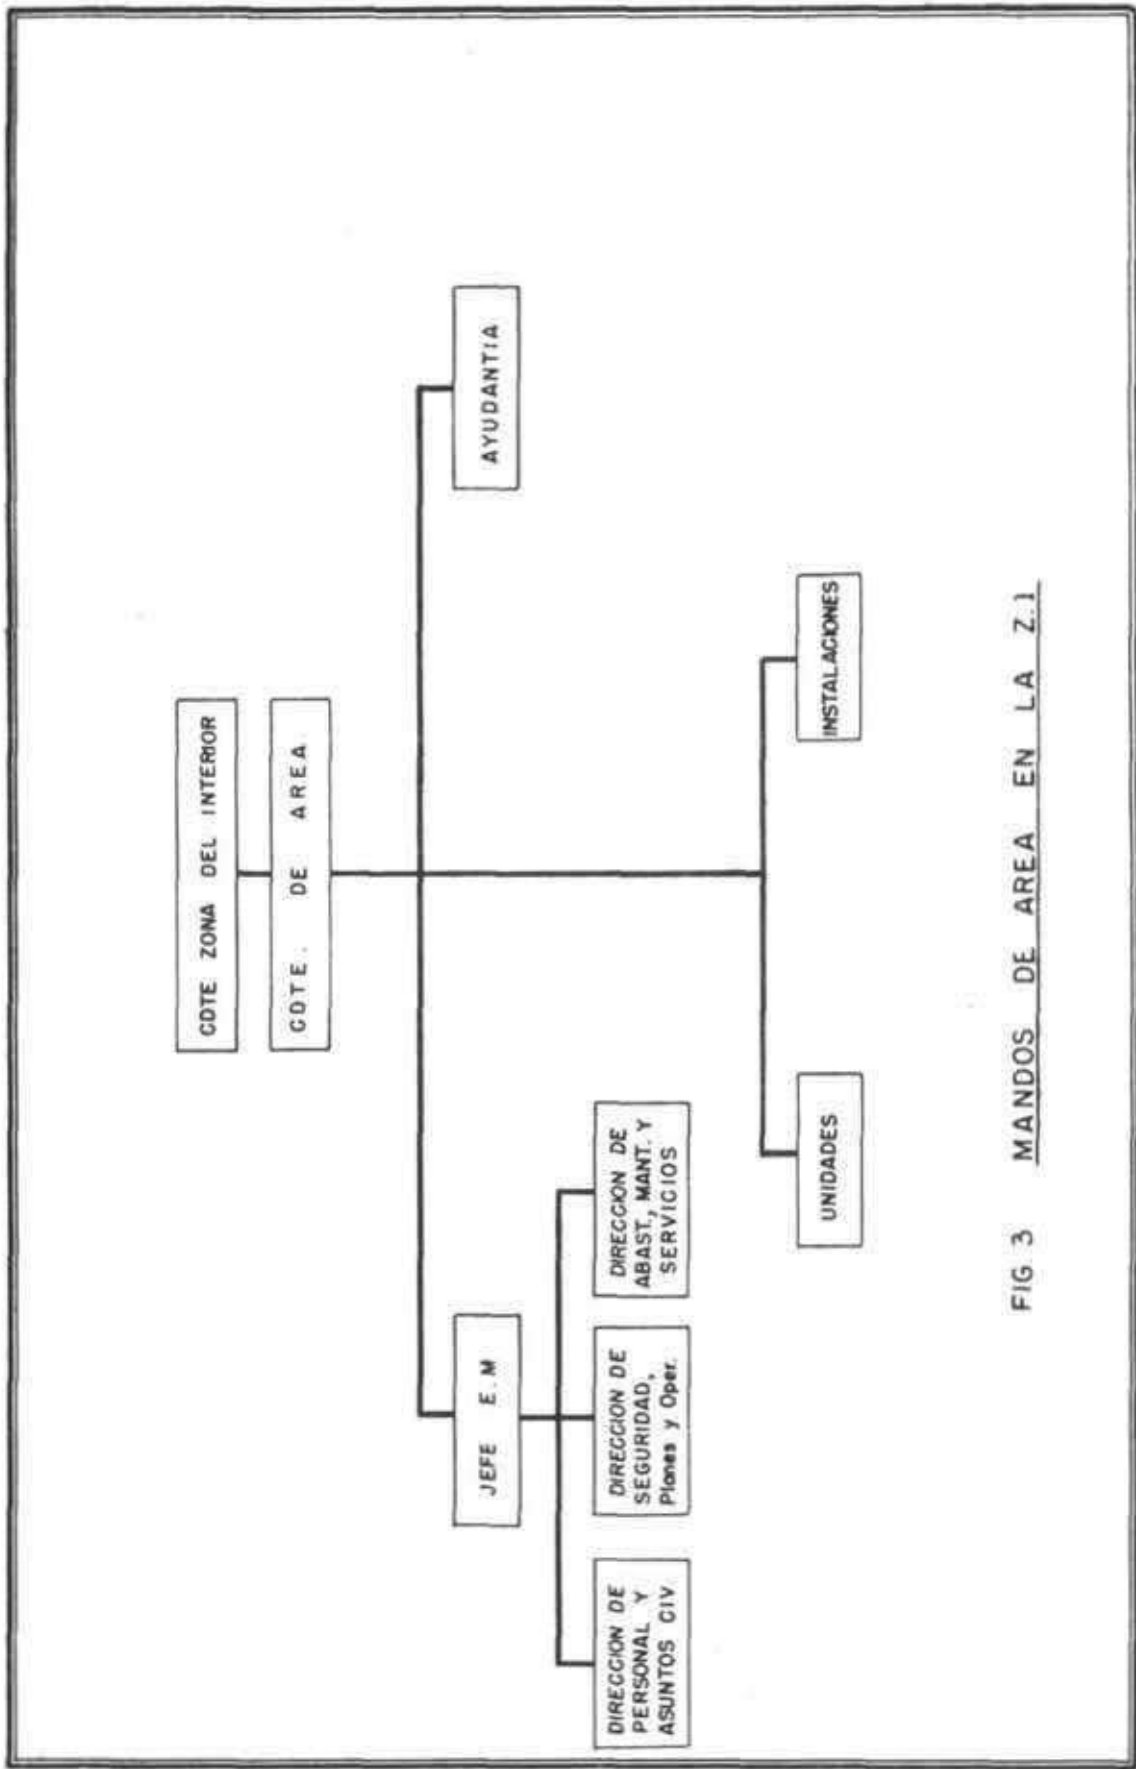 CDTE ZONA DEL INTERIOR
CDTE. DE AREA
JEFE E.M
AYUDANTIA
DIRECCION DE
PERSONAL Y
ASUNTOS CIV.
DIRECCION DE
SEGURIDAD,
Planes y Oper.
DIRECCION DE
ABAST., MANT. Y
SERVICIOS
UNIDADES
INSTALACIONES
FIG. 3 MANDOS DE AREA EN LA Z.I